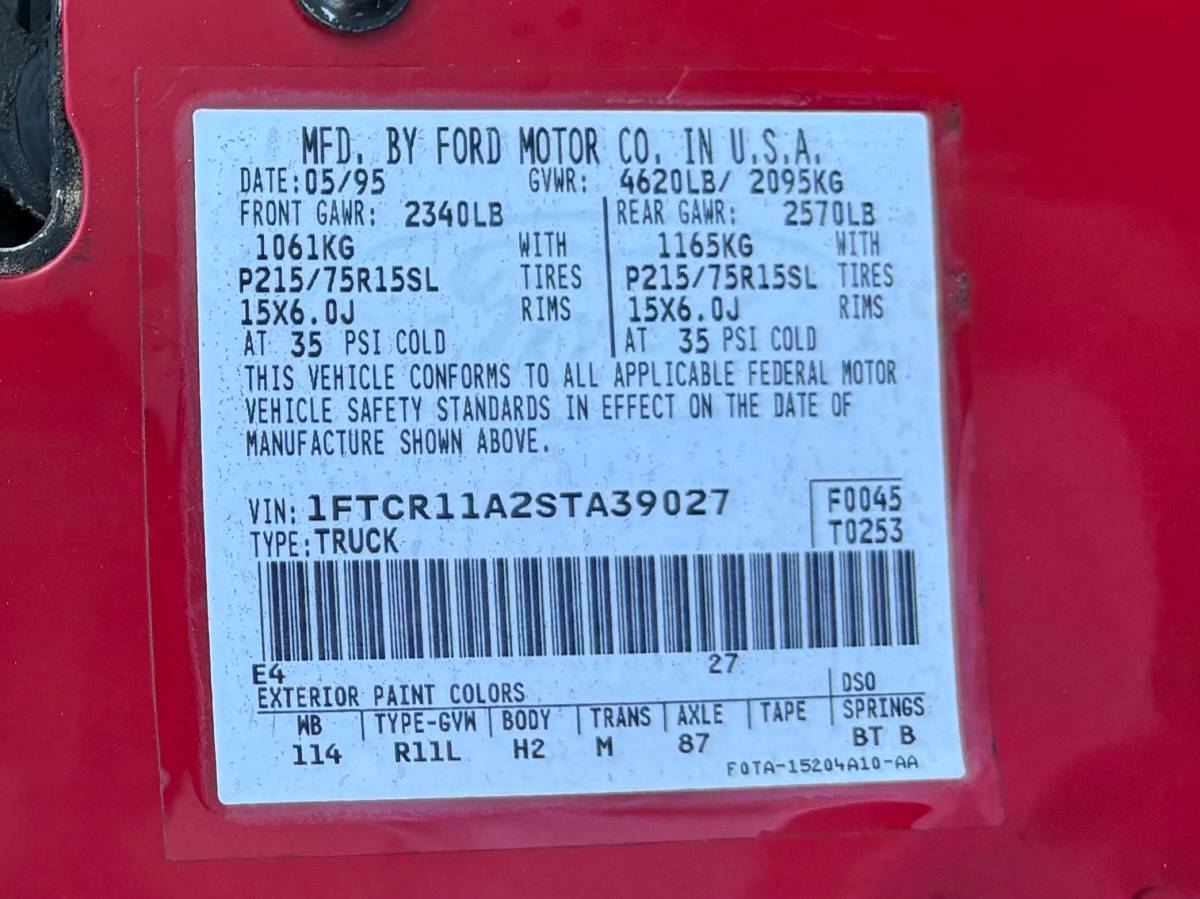 MFD. BY FORD MOTOR CO. IN U.S.A.
DATE: 05/95 GVWR: 4620LB/ 2095KG
FRONT GAWR: 2340LB REAR GAWR: 2570LB
1061KG WITH 1165KG WITH
P215/75R15SL TIRES P215/75R15SL TIRES
15X6.0J RIMS 15X6.0J RIMS
AT 35 PSI COLD AT 35 PSI COLD
THIS VEHICLE CONFORMS TO ALL APPLICABLE FEDERAL MOTOR
VEHICLE SAFETY STANDARDS IN EFFECT ON THE DATE OF
MANUFACTURE SHOWN ABOVE.
VIN: 1FTCR11A2STA39027 F0045
TYPE: TRUCK T0253
E4 27
EXTERIOR PAINT COLORS DSO
WB TYPE-GVW BODY TRANS AXLE TAPE SPRINGS
114 R11L H2 M 87 BT B
F0TA-15204A10-AA